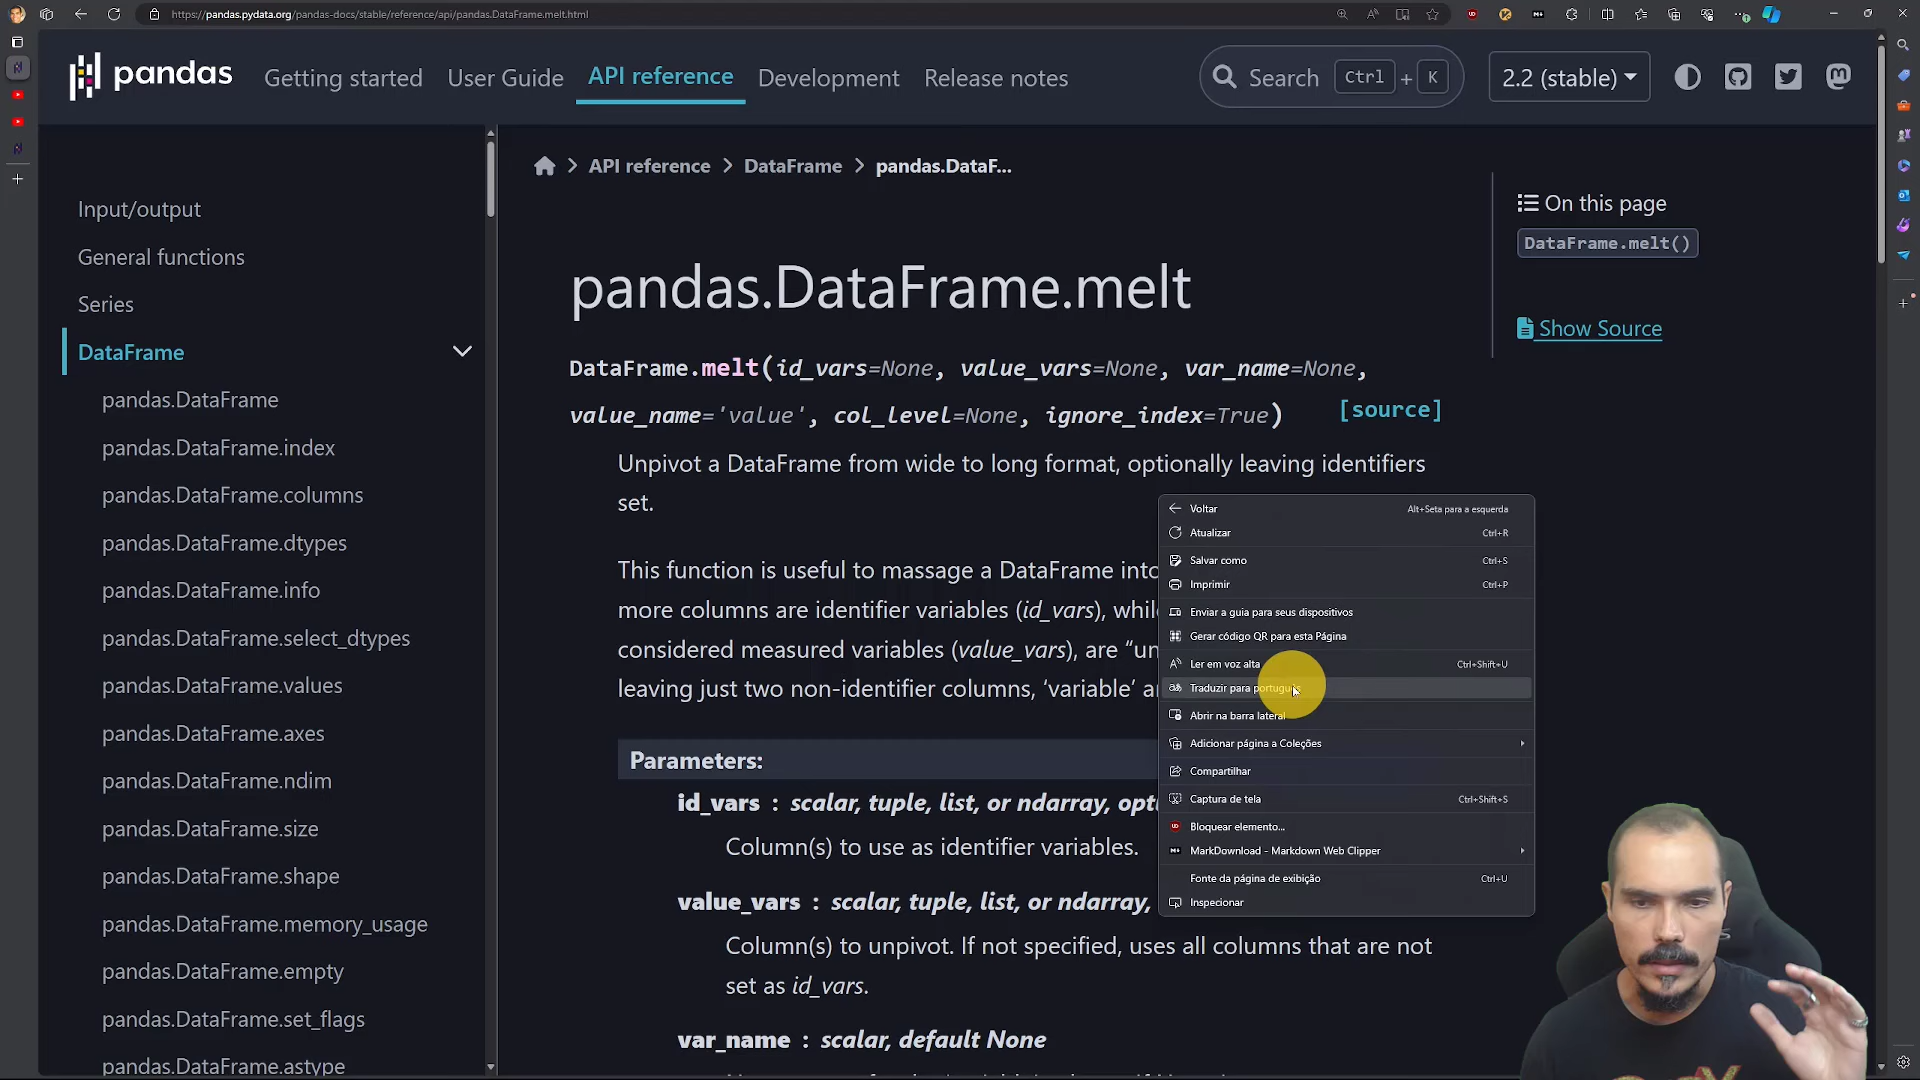 https://pandas.pydata.org/pandas-docs/stable/reference/api/pandas.DataFrame.melt.html
pandas
Getting started
User Guide
API reference
Development
Release notes
Search Ctrl + K
2.2 (stable)
Input/output
General functions
Series
DataFrame
pandas.DataFrame
pandas.DataFrame.index
pandas.DataFrame.columns
pandas.DataFrame.dtypes
pandas.DataFrame.info
pandas.DataFrame.select_dtypes
pandas.DataFrame.values
pandas.DataFrame.axes
pandas.DataFrame.ndim
pandas.DataFrame.size
pandas.DataFrame.shape
pandas.DataFrame.memory_usage
pandas.DataFrame.empty
pandas.DataFrame.set_flags
pandas.DataFrame.astype
API reference > DataFrame > pandas.DataF...
pandas.DataFrame.melt
DataFrame.melt(id_vars=None, value_vars=None, var_name=None,
value_name='value', col_level=None, ignore_index=True) [source]
Unpivot a DataFrame from wide to long format, optionally leaving identifiers
set.
This function is useful to massage a DataFrame into
more columns are identifier variables (id_vars), while
considered measured variables (value_vars), are “un
leaving just two non-identifier columns, ‘variable’
Parameters:
id_vars : scalar, tuple, list, or ndarray,
Column(s) to use as identifier variables.
value_vars : scalar, tuple, list, or ndarray,
Column(s) to unpivot. If not specified, uses all columns that are not
set as id_vars.
var_name : scalar, default None
Voltar Alt+Seta para a esquerda
Atualizar Ctrl+R
Salvar como Ctrl+S
Imprimir Ctrl+P
Enviar a guia para seus dispositivos
Gerar código QR para esta Página
Ler em voz alta Ctrl+Shift+U
Traduzir para português
Abrir na barra lateral
Adicionar página a Coleções
Compartilhar
Captura de tela Ctrl+Shift+S
Bloquear elemento...
MarkDownload - Markdown Web Clipper
Fonte da página de exibição Ctrl+U
Inspecionar
On this page
DataFrame.melt()
Show Source